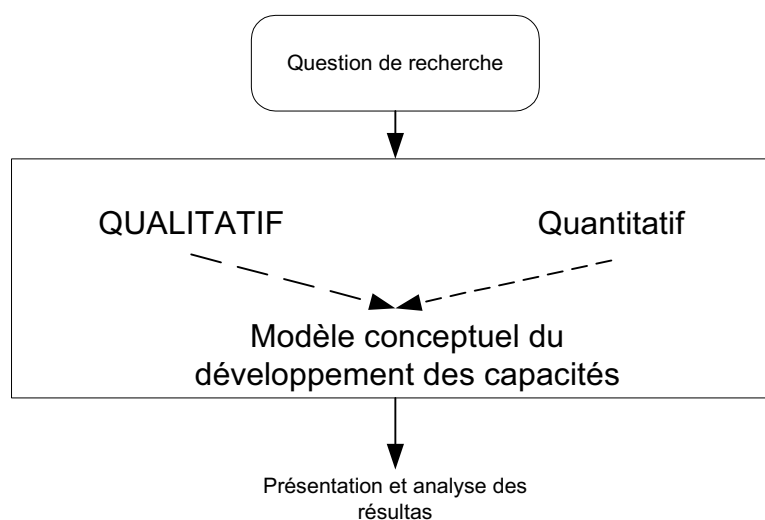 Question de recherche
QUALITATIF
Quantitatif
Modèle conceptuel du
développement des capacités
Présentation et analyse des
résultas